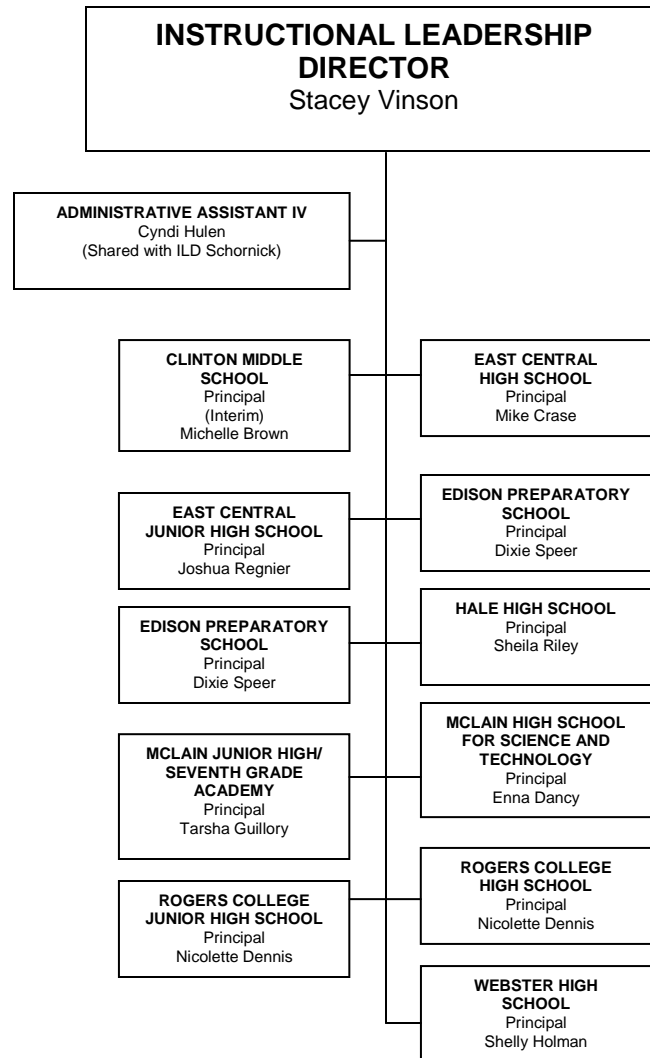 INSTRUCTIONAL LEADERSHIP
DIRECTOR
Stacey Vinson
ADMINISTRATIVE ASSISTANT IV
Cyndi Hulen
(Shared with ILD Schornick)
CLINTON MIDDLE
SCHOOL
Principal
(Interim)
Michelle Brown
EAST CENTRAL
HIGH SCHOOL
Principal
Mike Crase
EAST CENTRAL
JUNIOR HIGH SCHOOL
Principal
Joshua Regnier
EDISON PREPARATORY
SCHOOL
Principal
Dixie Speer
EDISON PREPARATORY
SCHOOL
Principal
Dixie Speer
HALE HIGH SCHOOL
Principal
Sheila Riley
MCLAIN JUNIOR HIGH/
SEVENTH GRADE
ACADEMY
Principal
Tarsha Guillory
MCLAIN HIGH SCHOOL
FOR SCIENCE AND
TECHNOLOGY
Principal
Enna Dancy
ROGERS COLLEGE
JUNIOR HIGH SCHOOL
Principal
Nicolette Dennis
ROGERS COLLEGE
HIGH SCHOOL
Principal
Nicolette Dennis
WEBSTER HIGH
SCHOOL
Principal
Shelly Holman